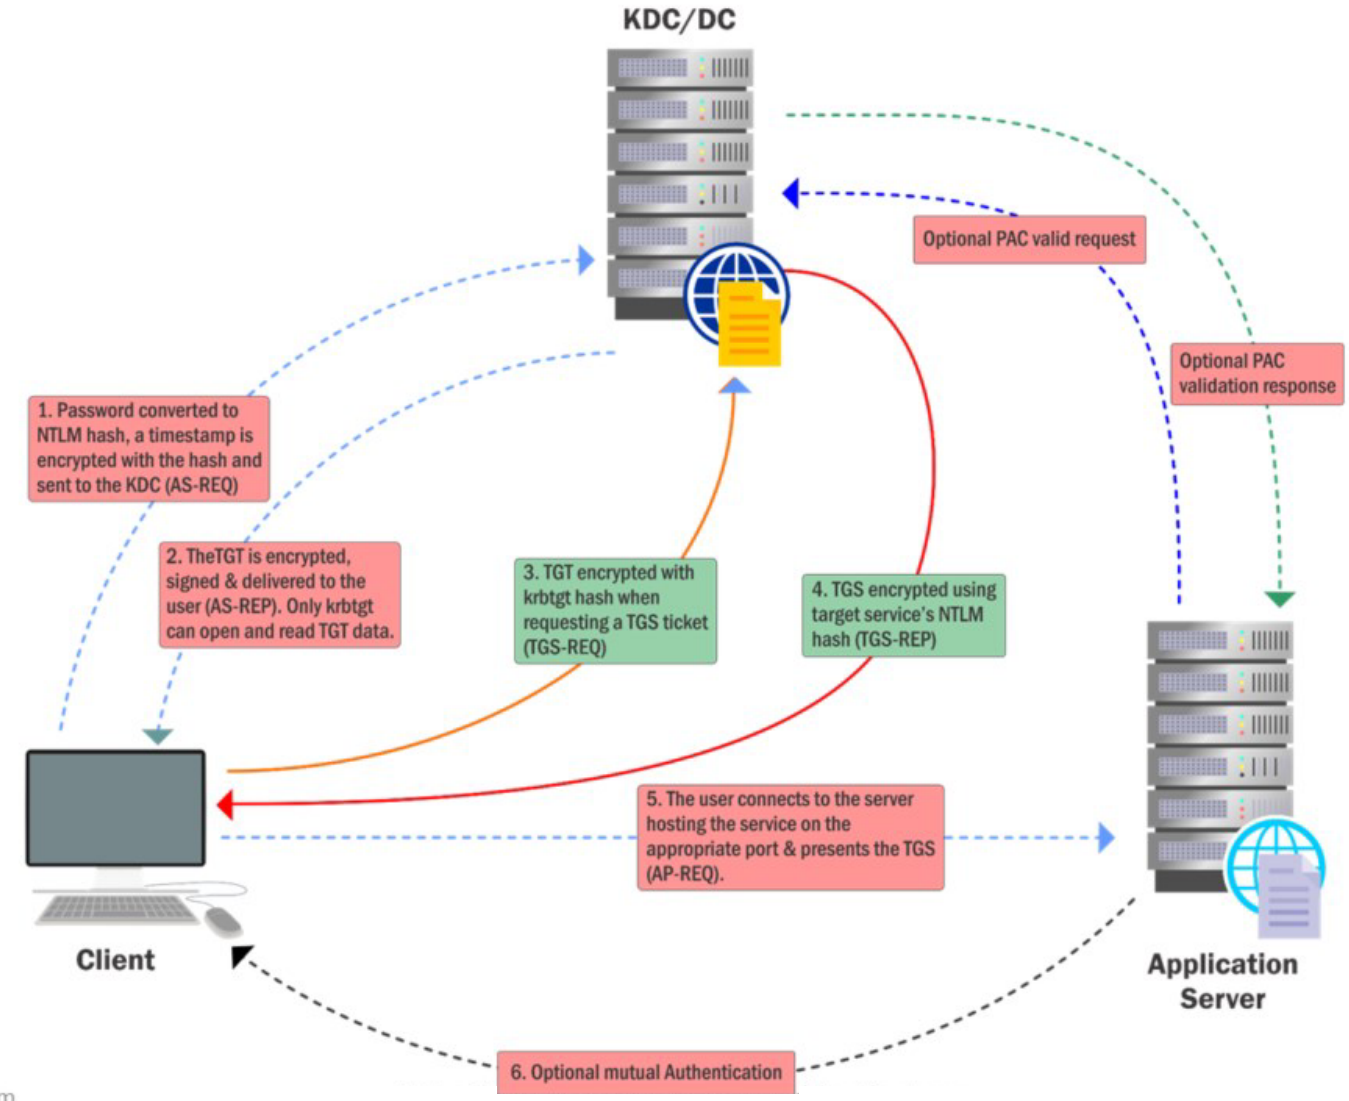 KDC/DC
Optional PAC valid request
Optional PAC
validation response
1. Password converted to
NTLM hash, a timestamp is
encrypted with the hash and
sent to the KDC (AS-REQ)
2. TheTGT is encrypted,
signed & delivered to the
user (AS-REP). Only krbtgt
can open and read TGT data.
3. TGT encrypted with
krbtgt hash when
requesting a TGS ticket
(TGS-REQ)
4. TGS encrypted using
target service's NTLM
hash (TGS-REP)
5. The user connects to the server
hosting the service on the
appropriate port & presents the TGS
(AP-REQ).
Client
Application
Server
6. Optional mutual Authentication